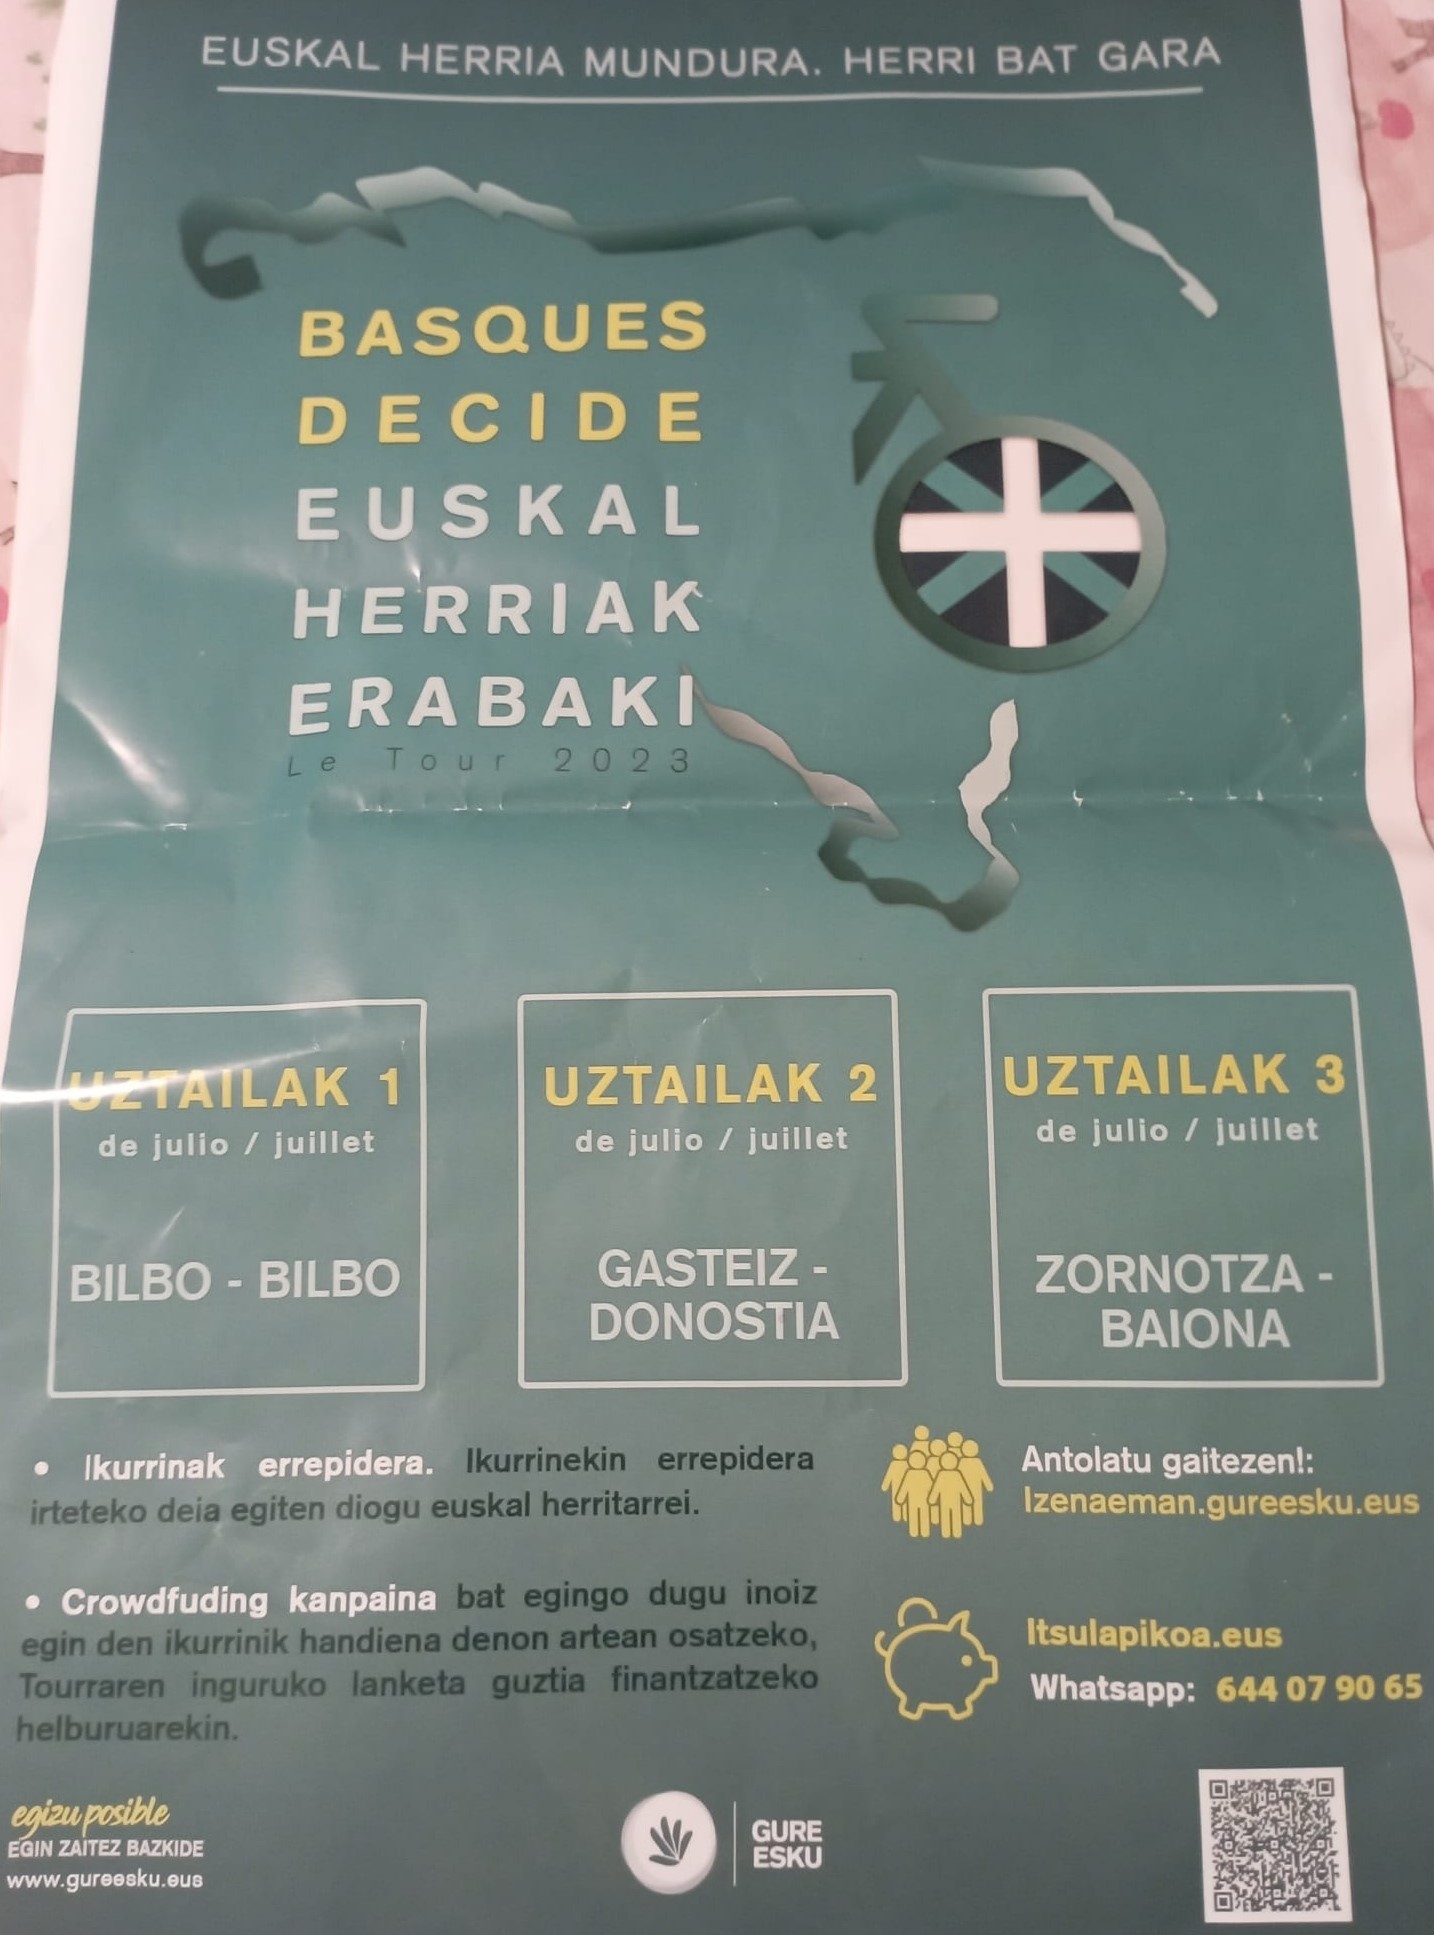 EUSKAL HERRIA MUNDURA. HERRI BAT GARA
BASQUES
DECIDE
EUSKAL
HERRIAK
ERABAKI
Le Tour 2023
UZTAILAK 1
de julio / juillet
BILBO - BILBO
UZTAILAK 2
de julio / juillet
GASTEIZ -
DONOSTIA
UZTAILAK 3
de julio / juillet
ZORNOTZA -
BAIONA
• Ikurrinak errepidera. Ikurrinekin errepidera
irteteko deia egiten diogu euskal herritarrei.
• Crowdfuding kanpaina bat egingo dugu inoiz
egin den ikurrinik handiena denon artean osatzeko,
Tourraren inguruko lanketa guztia finantzatzeko
helburuarekin.
Antolatu gaitezen!:
Izenaeman.gureesku.eus
Itsulapikoa.eus
Whatsapp: 644 07 90 65
egizu posible
EGIN ZAITEZ BAZKIDE
www.gureesku.eus
GURE
ESKU